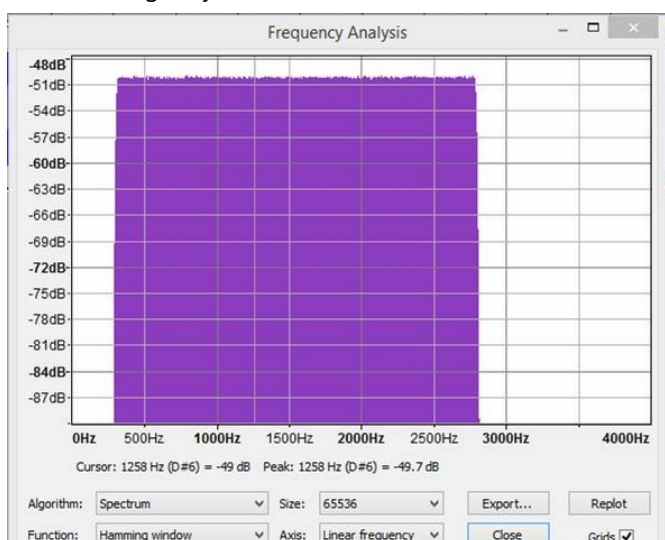 Frequency Analysis
-48dB
-51dB
-54dB
-57dB
-60dB
-63dB
-66dB
-69dB
-72dB
-75dB
-78dB
-81dB
-84dB
-87dB
0Hz 500Hz 1000Hz 1500Hz 2000Hz 2500Hz 3000Hz 4000Hz
Cursor: 1258 Hz (D#6) = -49 dB Peak: 1258 Hz (D#6) = -49.7 dB
Algorithm: Spectrum Size: 65536 Export... Replot
Function: Hamming window Axis: Linear frequency Close Grids